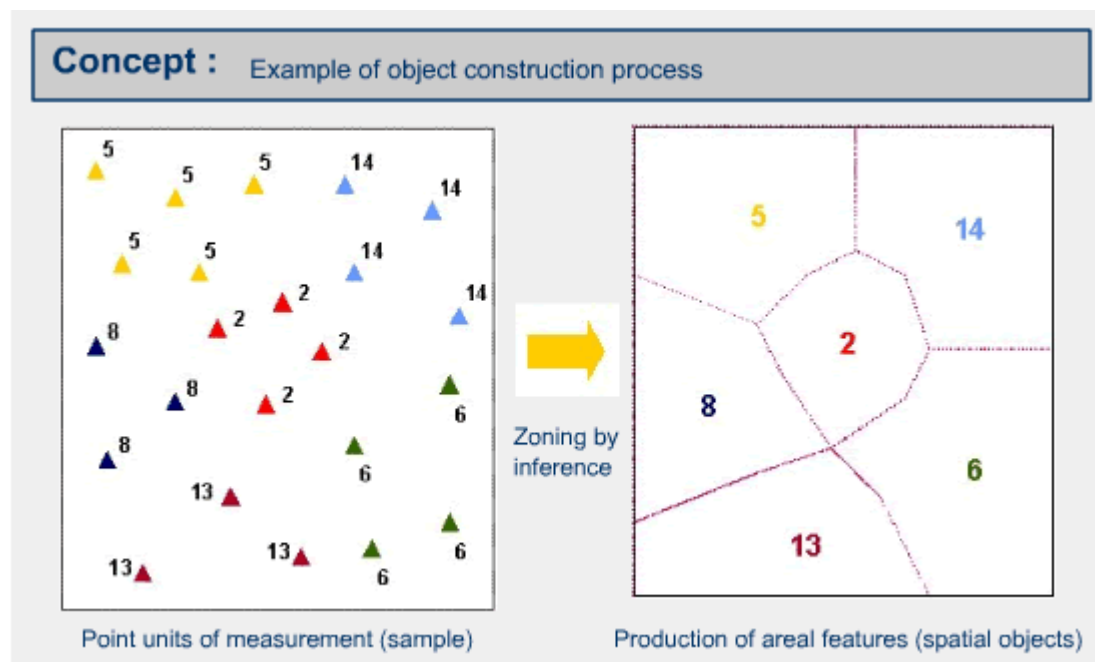 Concept : Example of object construction process
5 5 5 14 14
5 5 14
2 14
8 2 2
8 2 6
8 6
13
13 13 6 6
5 14
2
8
6
13
Zoning by
inference
Point units of measurement (sample)
Production of areal features (spatial objects)